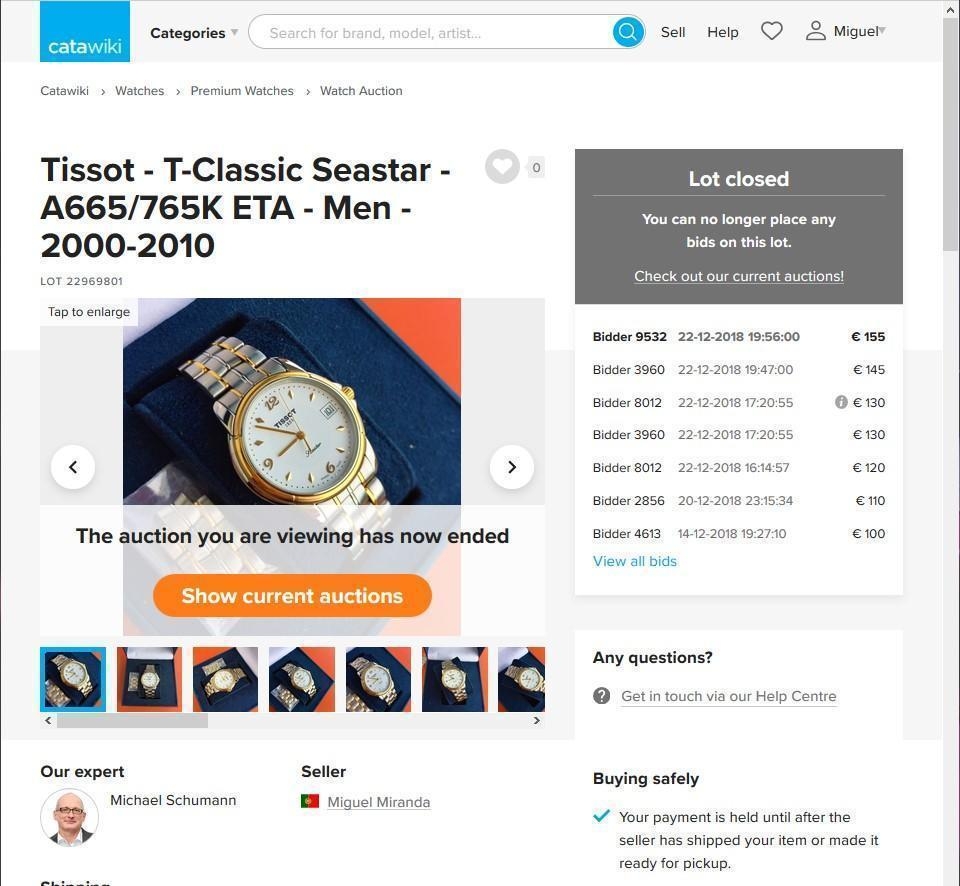 catawiki
Categories
Search for brand, model, artist...
Sell
Help
Miguel
Catawiki › Watches › Premium Watches › Watch Auction
Tissot - T-Classic Seastar -
A665/765K ETA - Men -
2000-2010
0
LOT 22969801
Tap to enlarge
12
TISSOT
9
6
The auction you are viewing has now ended
Show current auctions
Lot closed
You can no longer place any
bids on this lot.
Check out our current auctions!
Bidder 9532 22-12-2018 19:56:00 € 155
Bidder 3960 22-12-2018 19:47:00 € 145
Bidder 8012 22-12-2018 17:20:55 € 130
Bidder 3960 22-12-2018 17:20:55 € 130
Bidder 8012 22-12-2018 16:14:57 € 120
Bidder 2856 20-12-2018 23:15:34 € 110
Bidder 4613 14-12-2018 19:27:10 € 100
View all bids
Any questions?
Get in touch via our Help Centre
Our expert
Michael Schumann
Seller
Miguel Miranda
Buying safely
Your payment is held until after the
seller has shipped your item or made it
ready for pickup.
Shipping